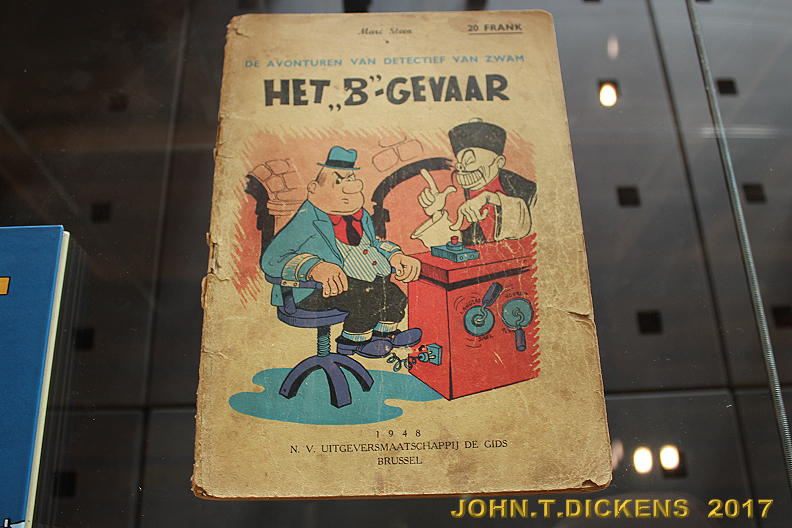 Marc Sleen
20 FRANK
DE AVONTUREN VAN DETECTIEF VAN ZWAM
HET „B"-GEVAAR
SNEL
1948
N. V. UITGEVERSMAATSCHAPPIJ DE GIDS
BRUSSEL
JOHN.T.DICKENS 2017